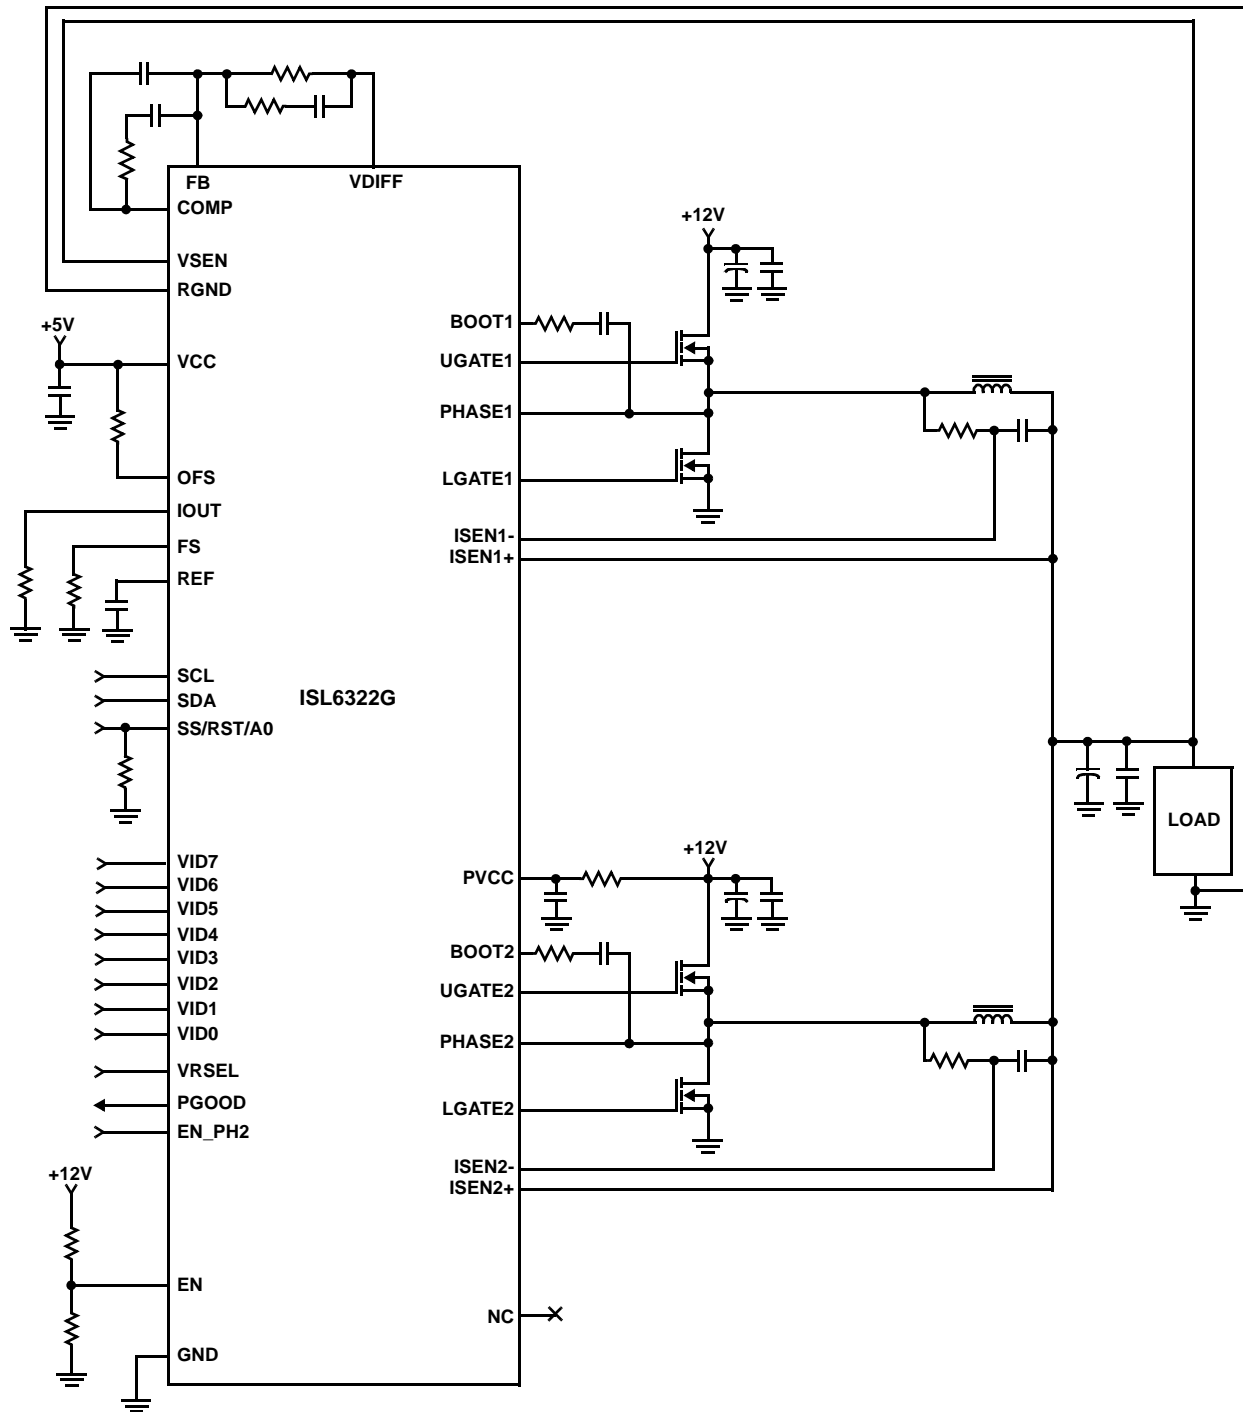 FB
VDIFF
COMP
VSEN
RGND
+5V
VCC
OFS
IOUT
FS
REF
SCL
SDA
SS/RST/A0
VID7
VID6
VID5
VID4
VID3
VID2
VID1
VID0
VRSEL
PGOOD
EN_PH2
+12V
EN
GND
ISL6322G
+12V
BOOT1
UGATE1
PHASE1
LGATE1
ISEN1-
ISEN1+
+12V
PVCC
BOOT2
UGATE2
PHASE2
LGATE2
ISEN2-
ISEN2+
NC
LOAD